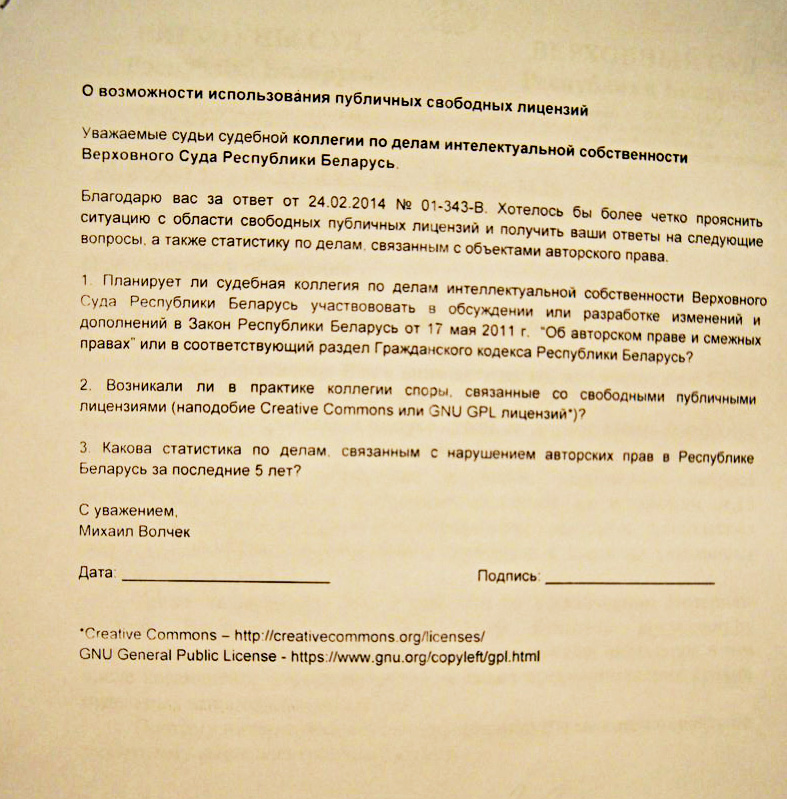 О возможности использования публичных свободных лицензий
Уважаемые судьи судебной коллегии по делам интелектуальной собственности
Верховного Суда Республики Беларусь.
Благодарю вас за ответ от 24.02.2014 № 01-343-В. Хотелось бы более четко прояснить
ситуацию с области свободных публичных лицензий и получить ваши ответы на следующие
вопросы, а также статистику по делам, связанным с объектами авторского права.
1. Планирует ли судебная коллегия по делам интеллектуальной собственности Верховного
Суда Республики Беларусь участвововать в обсуждении или разработке изменений и
дополнений в Закон Республики Беларусь от 17 мая 2011 г. "Об авторском праве и смежных
правах" или в соответствующий раздел Гражданского кодекса Республики Беларусь?
2. Возникали ли в практике коллегии споры, связанные со свободными публичными
лицензиями (наподобие Creative Commons или GNU GPL лицензий*)?
3. Какова статистика по делам, связанным с нарушением авторских прав в Республике
Беларусь за последние 5 лет?
С уважением,
Михаил Волчек
Дата: Подпись:
*Creative Commons – http://creativecommons.org/licenses/
GNU General Public License - https://www.gnu.org/copyleft/gpl.html